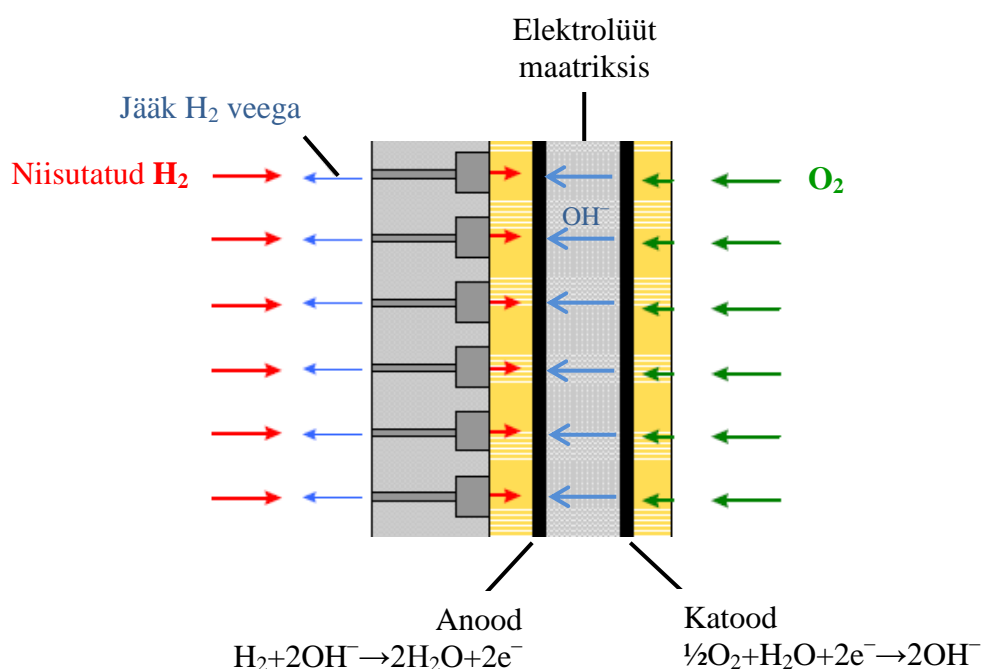 Elektrolüüt
maatriksis
Jääk H₂ veega
Niisutatud H₂
O₂
OH⁻
Anood
H₂+2OH⁻→2H₂O+2e⁻
Katood
½O₂+H₂O+2e⁻→2OH⁻